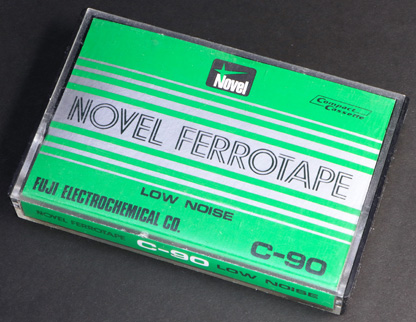 Novel
Compact
Cassette
NOVEL FERROTAPE
LOW NOISE
FUJI ELECTROCHEMICAL CO.
C-90
NOVEL FERROTAPE C-90 LOW NOISE